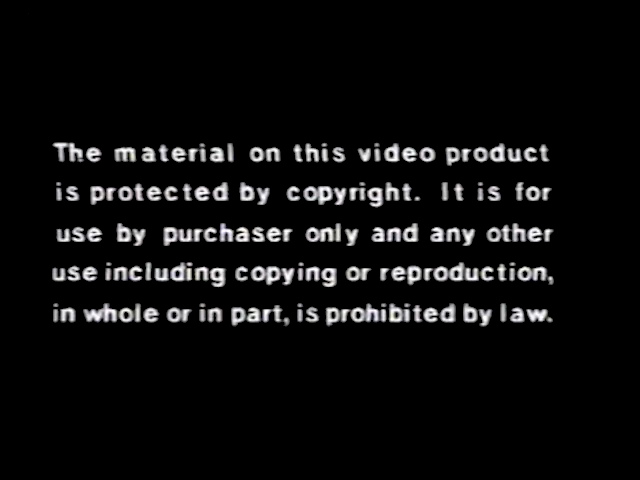 The material on this video product
is protected by copyright. It is for
use by purchaser only and any other
use including copying or reproduction,
in whole or in part, is prohibited by law.